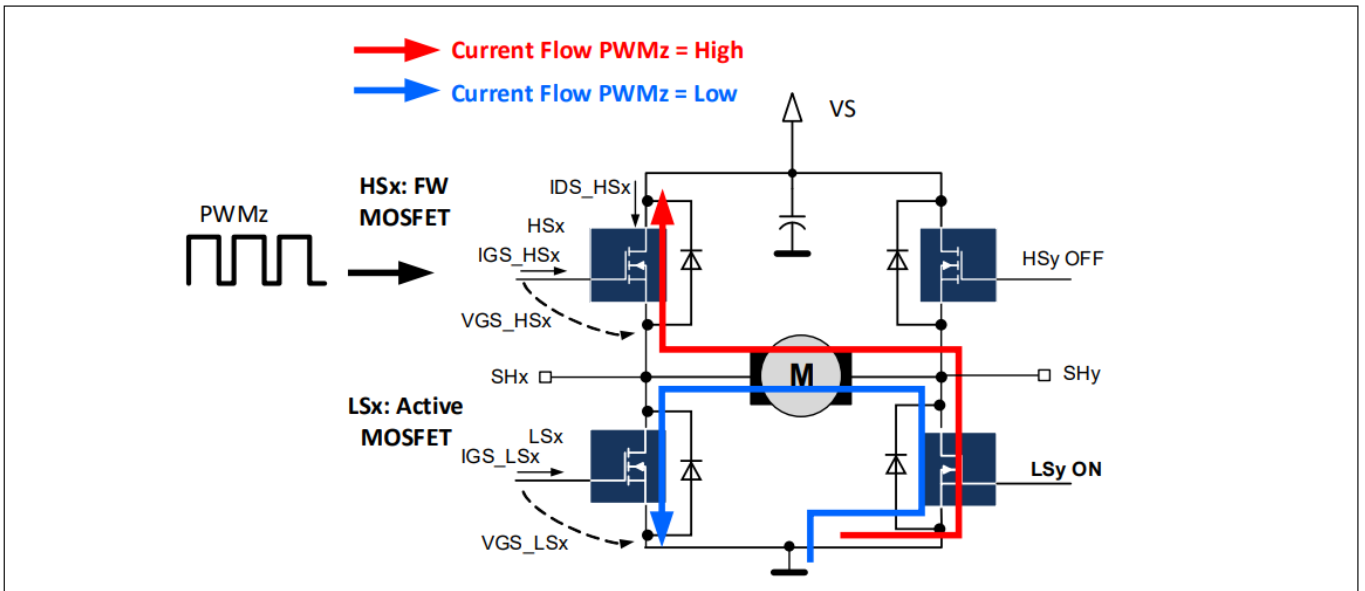 Current Flow PWMz = High
Current Flow PWMz = Low
VS
HSx: FW
MOSFET
IDS_HSx
PWMz
HSx
IGS_HSx
HSy OFF
VGS_HSx
M
SHx
SHy
LSx: Active
MOSFET
LSx
IGS_LSx
LSy ON
VGS_LSx